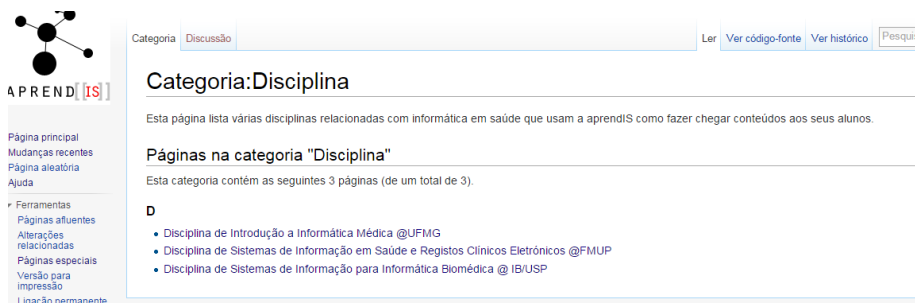 APREND[[IS]]
Categoria Discussão
Ler Ver código-fonte Ver histórico
Categoria:Disciplina
Esta página lista várias disciplinas relacionadas com informática em saúde que usam a aprendIS como fazer chegar conteúdos aos seus alunos.
Páginas na categoria "Disciplina"
Esta categoria contém as seguintes 3 páginas (de um total de 3).
D
Disciplina de Introdução a Informática Médica @UFMG
Disciplina de Sistemas de Informação em Saúde e Registos Clínicos Eletrónicos @FMUP
Disciplina de Sistemas de Informação para Informática Biomédica @ IB/USP
Página principal
Mudanças recentes
Página aleatória
Ajuda
Ferramentas
Páginas afluentes
Alterações
relacionadas
Páginas especiais
Versão para
impressão
Ligação permanente